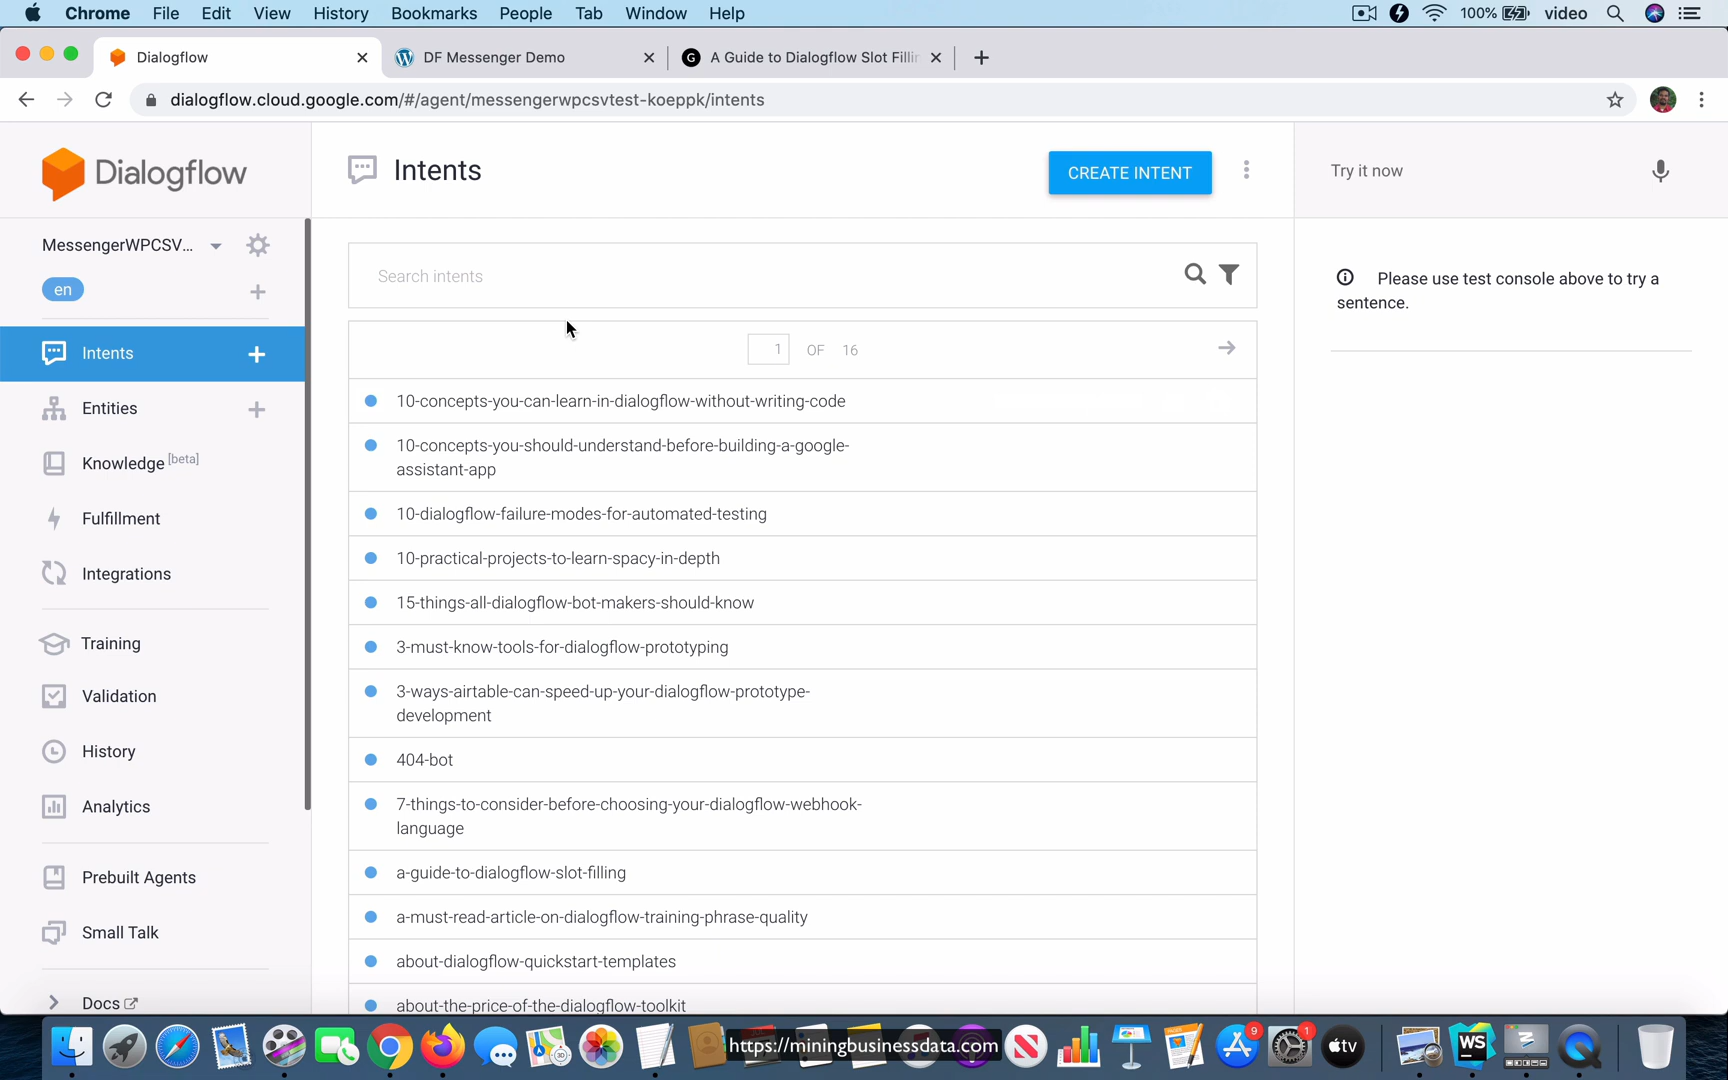 Chrome File Edit View History Bookmarks People Tab Window Help 100% video
Dialogflow DF Messenger Demo A Guide to Dialogflow Slot Fillin
dialogflow.cloud.google.com/#/agent/messengerwpcsvtest-koeppk/intents
Dialogflow
Intents
CREATE INTENT
Try it now
MessengerWPCSV...
en
Search intents
Please use test console above to try a
sentence.
Intents
1 OF 16
Entities
Knowledge [beta]
Fulfillment
Integrations
Training
Validation
History
Analytics
Prebuilt Agents
Small Talk
Docs
10-concepts-you-can-learn-in-dialogflow-without-writing-code
10-concepts-you-should-understand-before-building-a-google-
assistant-app
10-dialogflow-failure-modes-for-automated-testing
10-practical-projects-to-learn-spacy-in-depth
15-things-all-dialogflow-bot-makers-should-know
3-must-know-tools-for-dialogflow-prototyping
3-ways-airtable-can-speed-up-your-dialogflow-prototype-
development
404-bot
7-things-to-consider-before-choosing-your-dialogflow-webhook-
language
a-guide-to-dialogflow-slot-filling
a-must-read-article-on-dialogflow-training-phrase-quality
about-dialogflow-quickstart-templates
about-the-price-of-the-dialogflow-toolkit
https://miningbusinessdata.com
3D
9
1
tv
WS